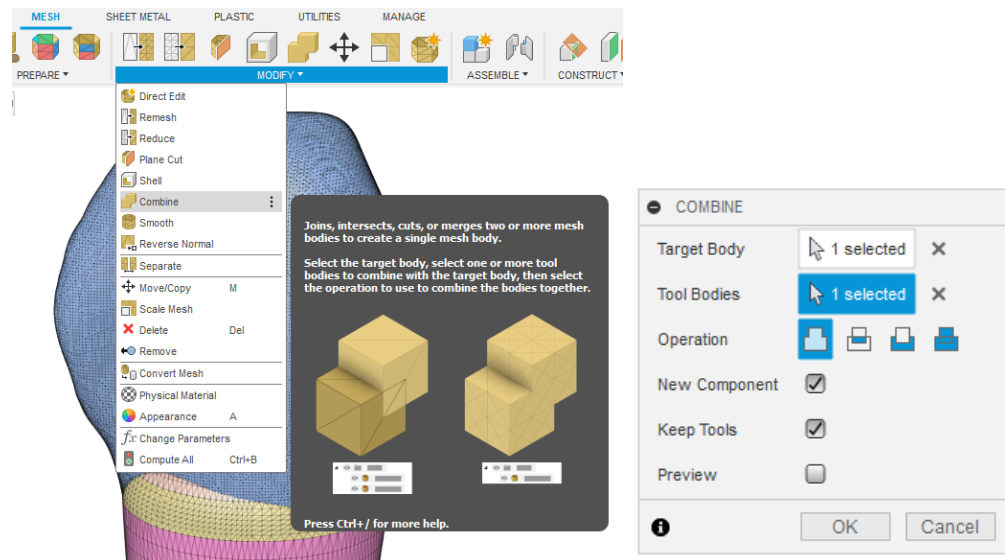 MESH SHEET METAL PLASTIC UTILITIES MANAGE
PREPARE ▾ MODIFY ▾ ASSEMBLE ▾ CONSTRUCT ▾
Direct Edit
Remesh
Reduce
Plane Cut
Shell
Combine
Smooth
Reverse Normal
Separate
Move/Copy M
Scale Mesh
Delete Del
Remove
Convert Mesh
Physical Material
Appearance A
fx Change Parameters
Compute All Ctrl+B
Joins, intersects, cuts, or merges two or more mesh
bodies to create a single mesh body.
Select the target body, select one or more tool
bodies to combine with the target body, then select
the operation to use to combine the bodies together.
Press Ctrl+/ for more help.
COMBINE
Target Body 1 selected
Tool Bodies 1 selected
Operation
New Component
Keep Tools
Preview
OK Cancel